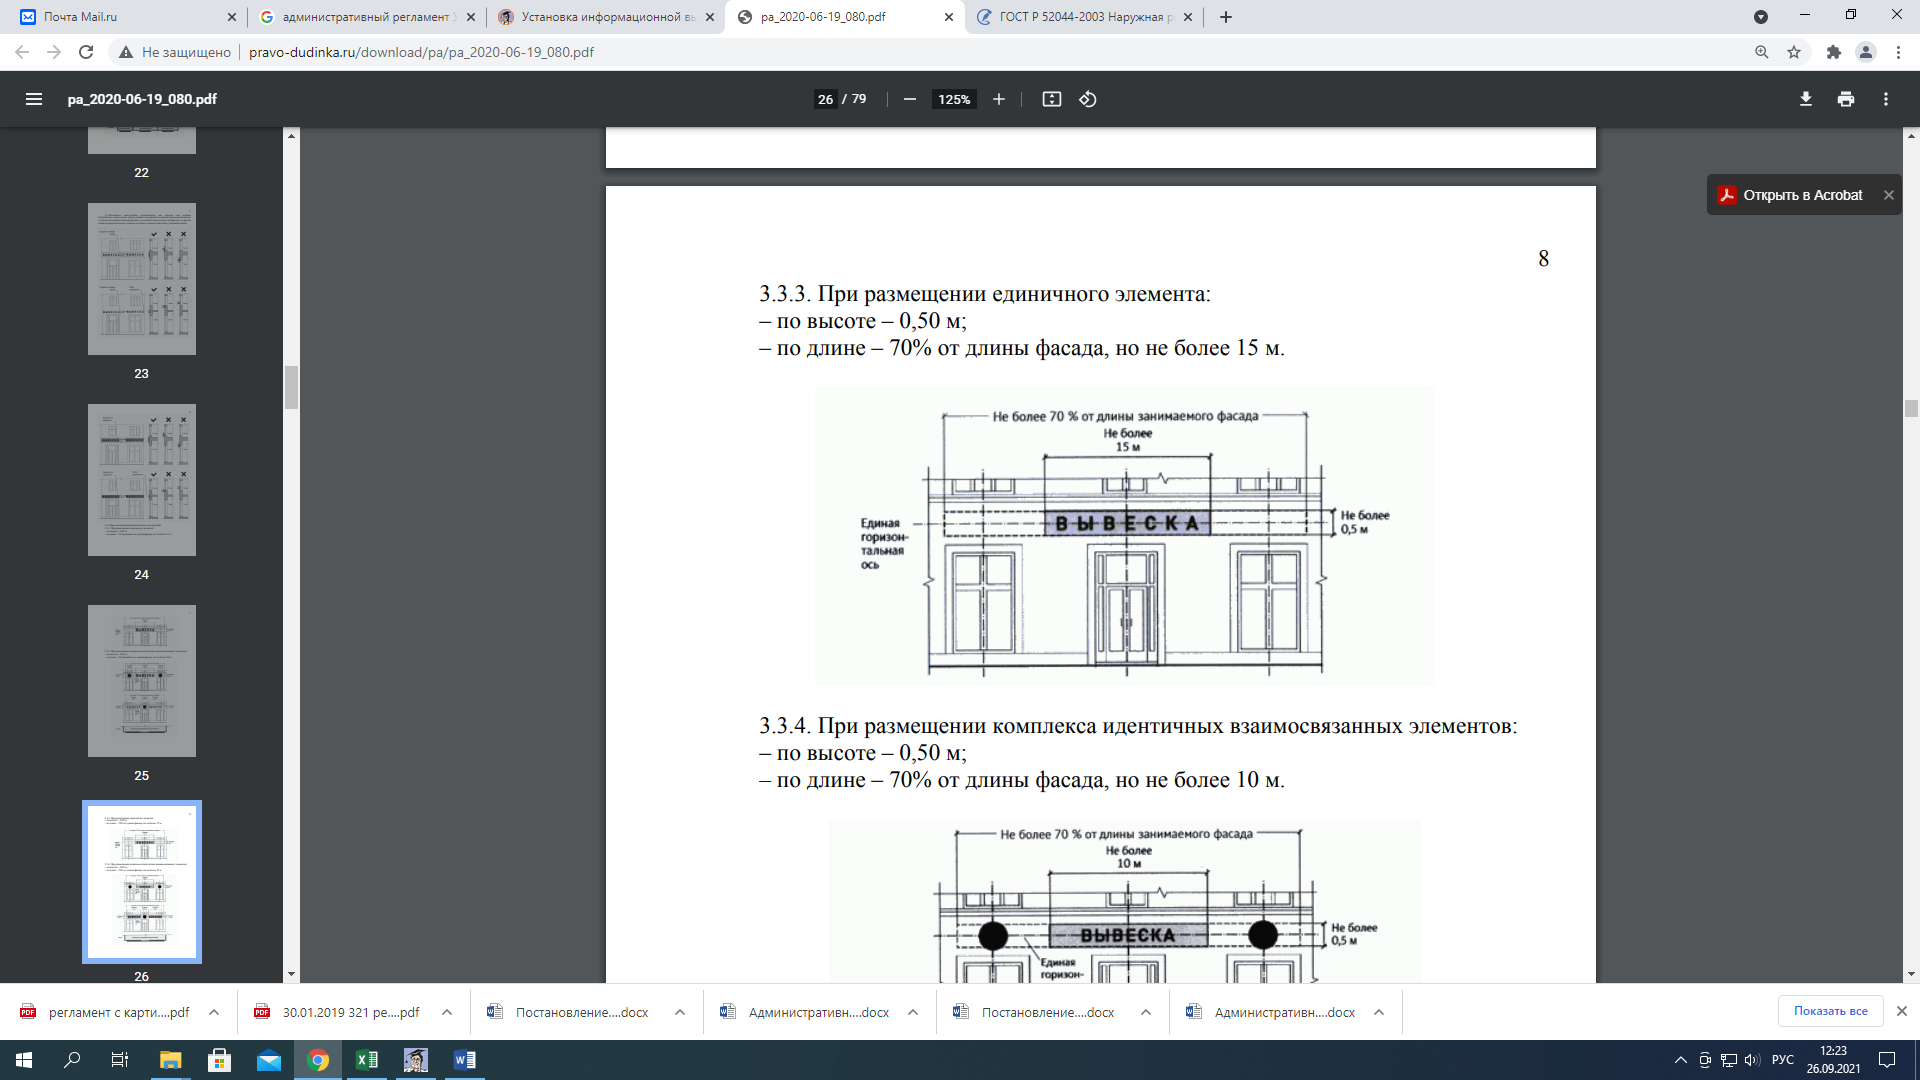 Почта Mail.ru
административный регламент У
Установка информационной вы
pa_2020-06-19_080.pdf
ГОСТ Р 52044-2003 Наружная р
Не защищено
pravo-dudinka.ru/download/pa/pa_2020-06-19_080.pdf
pa_2020-06-19_080.pdf
26 / 79
125%
Открыть в Acrobat
22
23
24
25
26
8
3.3.3. При размещении единичного элемента:
– по высоте – 0,50 м;
– по длине – 70% от длины фасада, но не более 15 м.
Не более 70 % от длины занимаемого фасада
Не более
15 м
ВЫВЕСКА
Единая
горизон-
тальная
ось
Не более
0,5 м
3.3.4. При размещении комплекса идентичных взаимосвязанных элементов:
– по высоте – 0,50 м;
– по длине – 70% от длины фасада, но не более 10 м.
Не более 70 % от длины занимаемого фасада
Не более
10 м
ВЫВЕСКА
Не более
0,5 м
Единая
горизон-
регламент с карти....pdf
30.01.2019 321 ре....pdf
Постановление....docx
Административн....docx
Постановление....docx
Административн....docx
Показать все
РУС
12:23
26.09.2021